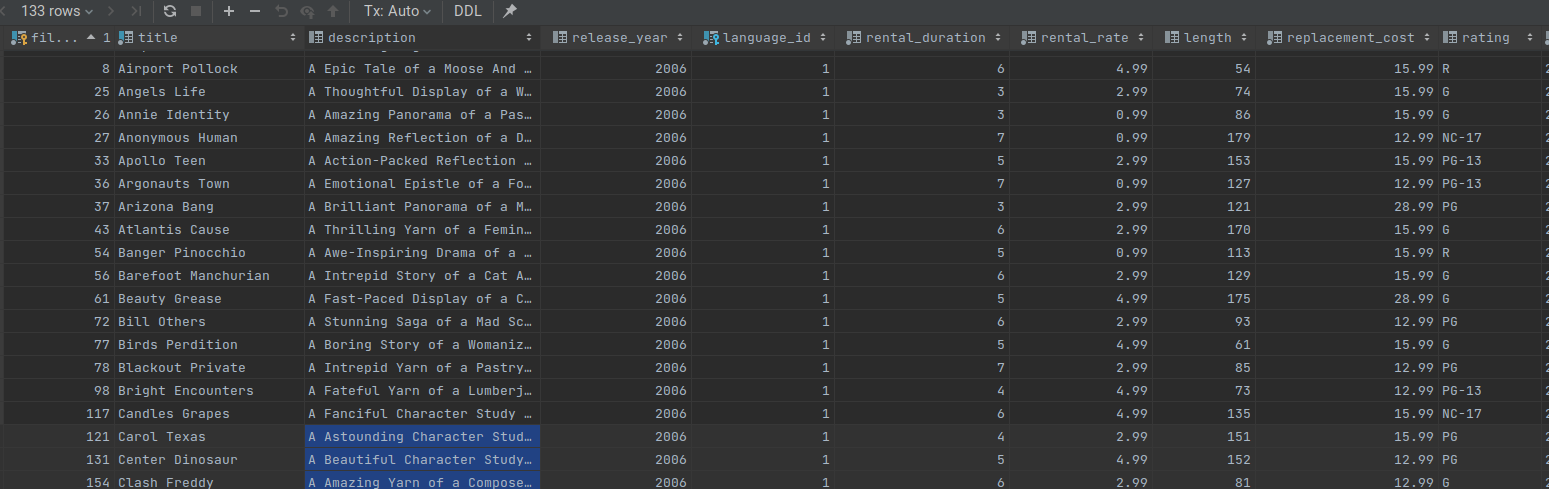 133 rows Tx: Auto DDL
fil... 1 title description release_year language_id rental_duration rental_rate length replacement_cost rating
8 Airport Pollock A Epic Tale of a Moose And … 2006 1 6 4.99 54 15.99 R
25 Angels Life A Thoughtful Display of a W… 2006 1 3 2.99 74 15.99 G
26 Annie Identity A Amazing Panorama of a Pas… 2006 1 3 0.99 86 15.99 G
27 Anonymous Human A Amazing Reflection of a D… 2006 1 7 0.99 179 12.99 NC-17
33 Apollo Teen A Action-Packed Reflection … 2006 1 5 2.99 153 15.99 PG-13
36 Argonauts Town A Emotional Epistle of a Fo… 2006 1 7 0.99 127 12.99 PG-13
37 Arizona Bang A Brilliant Panorama of a M… 2006 1 3 2.99 121 28.99 PG
43 Atlantis Cause A Thrilling Yarn of a Femin… 2006 1 6 2.99 170 15.99 G
54 Banger Pinocchio A Awe-Inspiring Drama of a … 2006 1 5 0.99 113 15.99 R
56 Barefoot Manchurian A Intrepid Story of a Cat A… 2006 1 6 2.99 129 15.99 G
61 Beauty Grease A Fast-Paced Display of a C… 2006 1 5 4.99 175 28.99 G
72 Bill Others A Stunning Saga of a Mad Sc… 2006 1 6 2.99 93 12.99 PG
77 Birds Perdition A Boring Story of a Womaniz… 2006 1 5 4.99 61 15.99 G
78 Blackout Private A Intrepid Yarn of a Pastry… 2006 1 7 2.99 85 12.99 PG
98 Bright Encounters A Fateful Yarn of a Lumberj… 2006 1 4 4.99 73 12.99 PG-13
117 Candles Grapes A Fanciful Character Study … 2006 1 6 4.99 135 15.99 NC-17
121 Carol Texas A Astounding Character Stud… 2006 1 4 2.99 151 15.99 PG
131 Center Dinosaur A Beautiful Character Study… 2006 1 5 4.99 152 12.99 PG
154 Clash Freddy A Amazing Yarn of a Compose… 2006 1 6 2.99 81 12.99 G